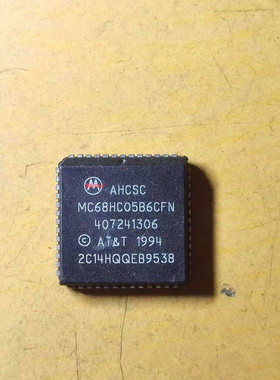 AHCSC
MC68HC05B6CFN
407241306
© AT&T 1994
2C14HQQEB9538